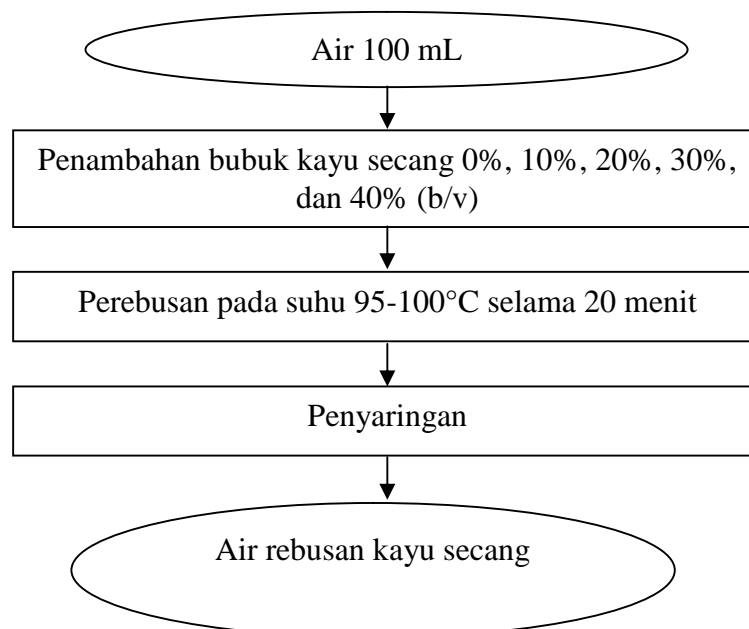 Air 100 mL
Penambahan bubuk kayu secang 0%, 10%, 20%, 30%,
dan 40% (b/v)
Perebusan pada suhu 95-100°C selama 20 menit
Penyaringan
Air rebusan kayu secang